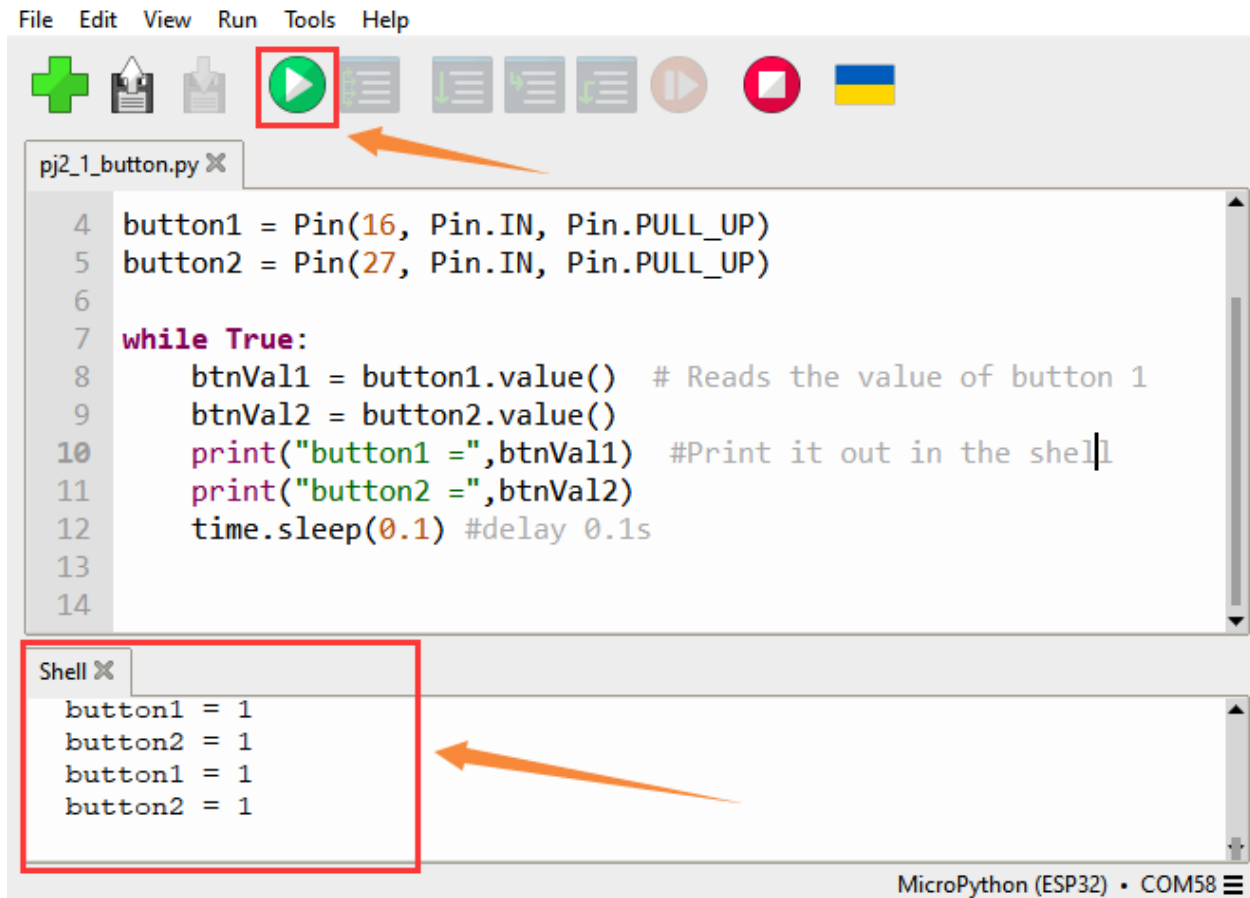 File Edit View Run Tools Help
pj2_1_button.py
4 button1 = Pin(16, Pin.IN, Pin.PULL_UP)
5 button2 = Pin(27, Pin.IN, Pin.PULL_UP)
6
7 while True:
8     btnVal1 = button1.value()  # Reads the value of button 1
9     btnVal2 = button2.value()
10     print("button1 =",btnVal1)  #Print it out in the shell
11     print("button2 =",btnVal2)
12     time.sleep(0.1) #delay 0.1s
13
14
Shell
button1 = 1
button2 = 1
button1 = 1
button2 = 1
MicroPython (ESP32) • COM58